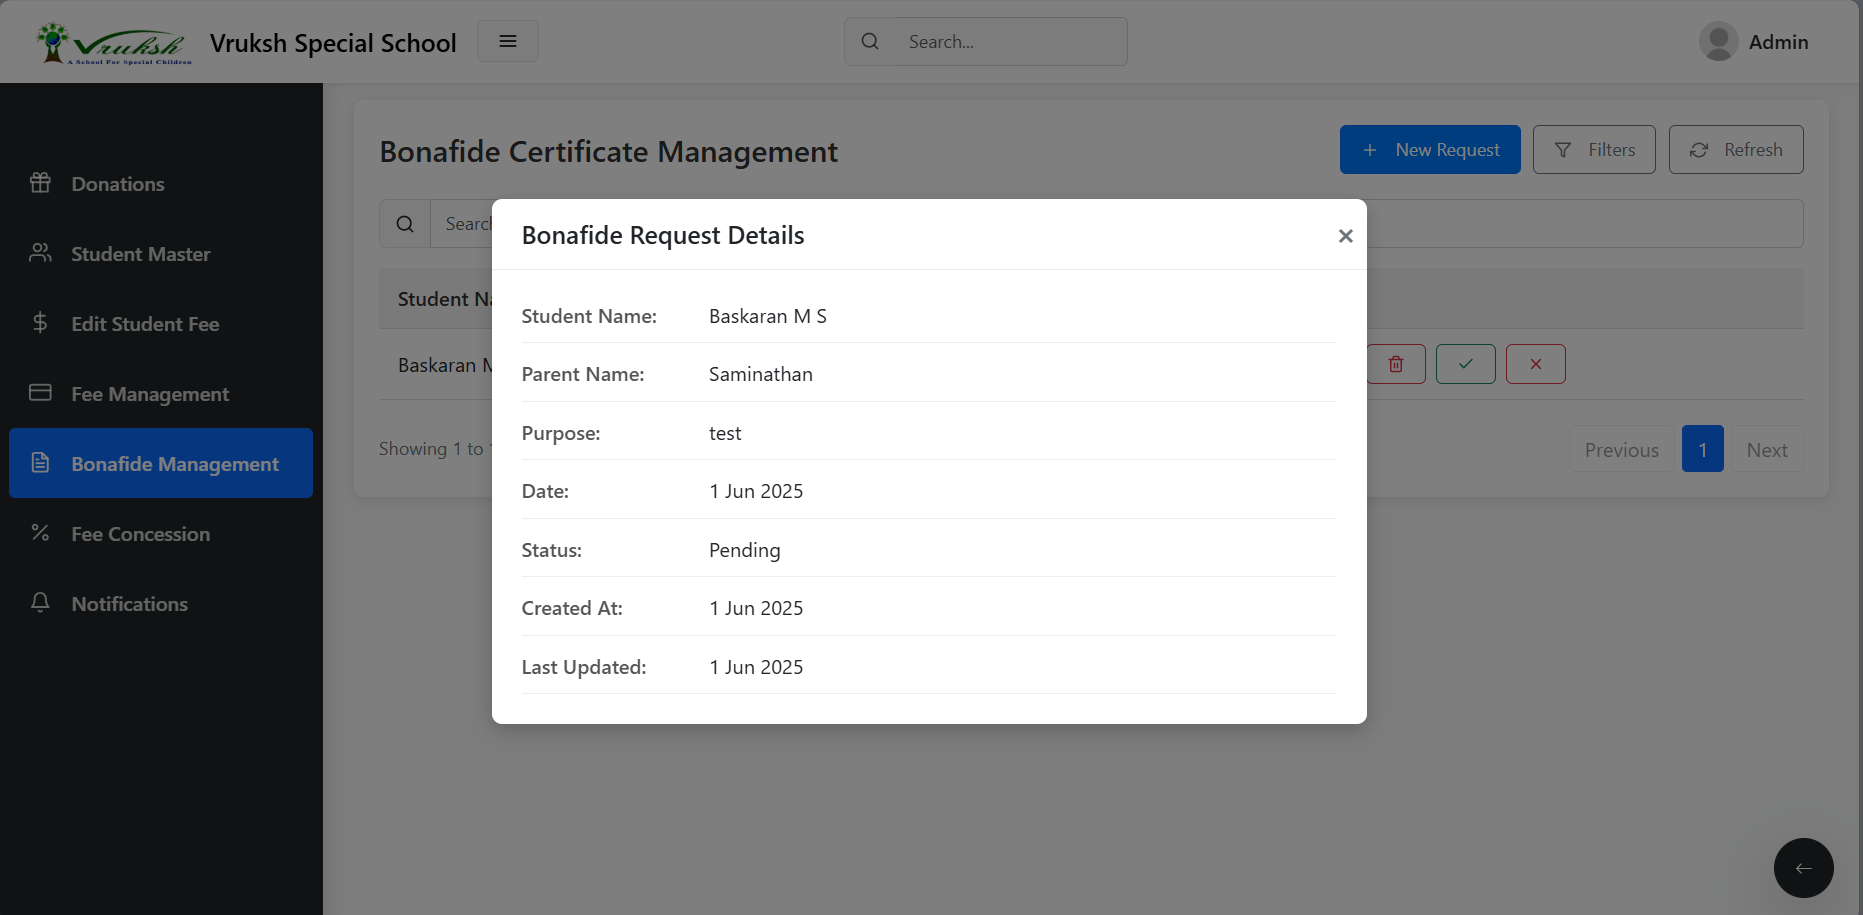 Vruksh
A School For Special Children
Vruksh Special School
Search...
Admin
Donations
Student Master
Edit Student Fee
Fee Management
Bonafide Management
Fee Concession
Notifications
Bonafide Certificate Management
New Request
Filters
Refresh
Search
Student Na
Baskaran M
Showing 1 to
Previous
1
Next
Bonafide Request Details
Student Name: Baskaran M S
Parent Name: Saminathan
Purpose: test
Date: 1 Jun 2025
Status: Pending
Created At: 1 Jun 2025
Last Updated: 1 Jun 2025